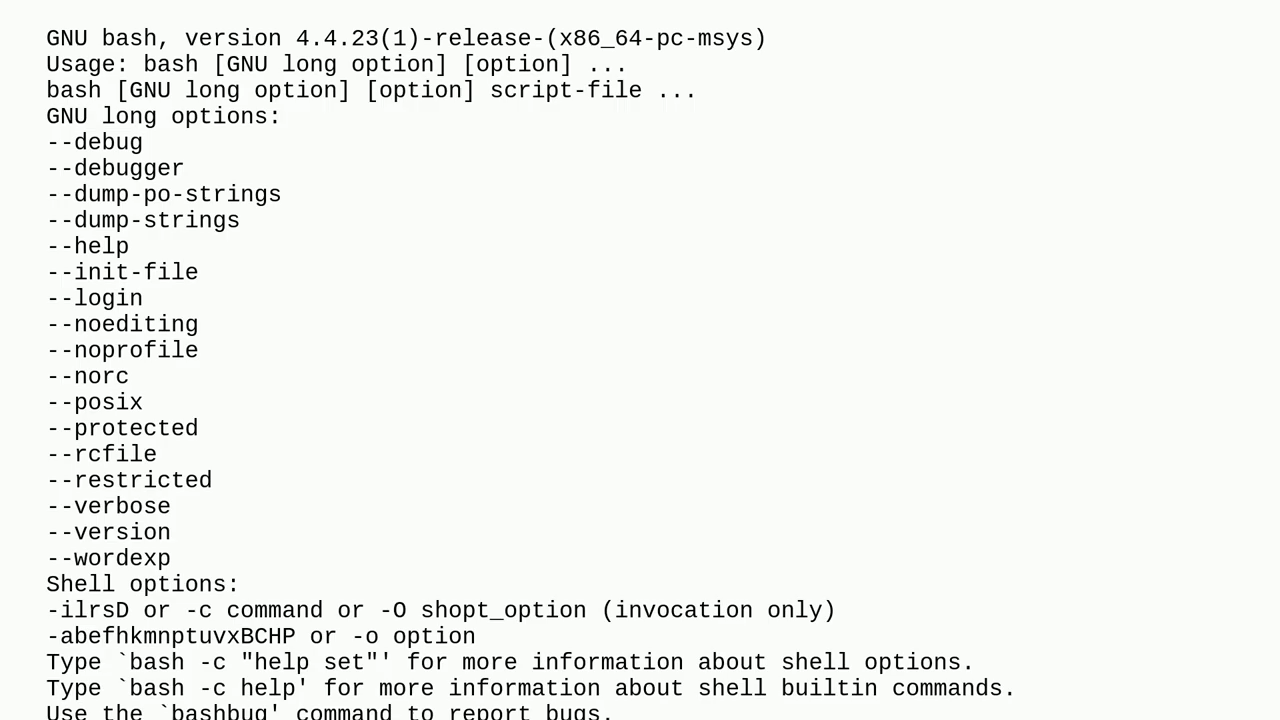 GNU bash, version 4.4.23(1)-release-(x86_64-pc-msys)
Usage: bash [GNU long option] [option] ...
bash [GNU long option] [option] script-file ...
GNU long options:
--debug
--debugger
--dump-po-strings
--dump-strings
--help
--init-file
--login
--noediting
--noprofile
--norc
--posix
--protected
--rcfile
--restricted
--verbose
--version
--wordexp
Shell options:
-ilrsD or -c command or -O shopt_option (invocation only)
-abefhkmnptuvxBCHP or -o option
Type `bash -c "help set"' for more information about shell options.
Type `bash -c help' for more information about shell builtin commands.
Use the `bashbug' command to report bugs.